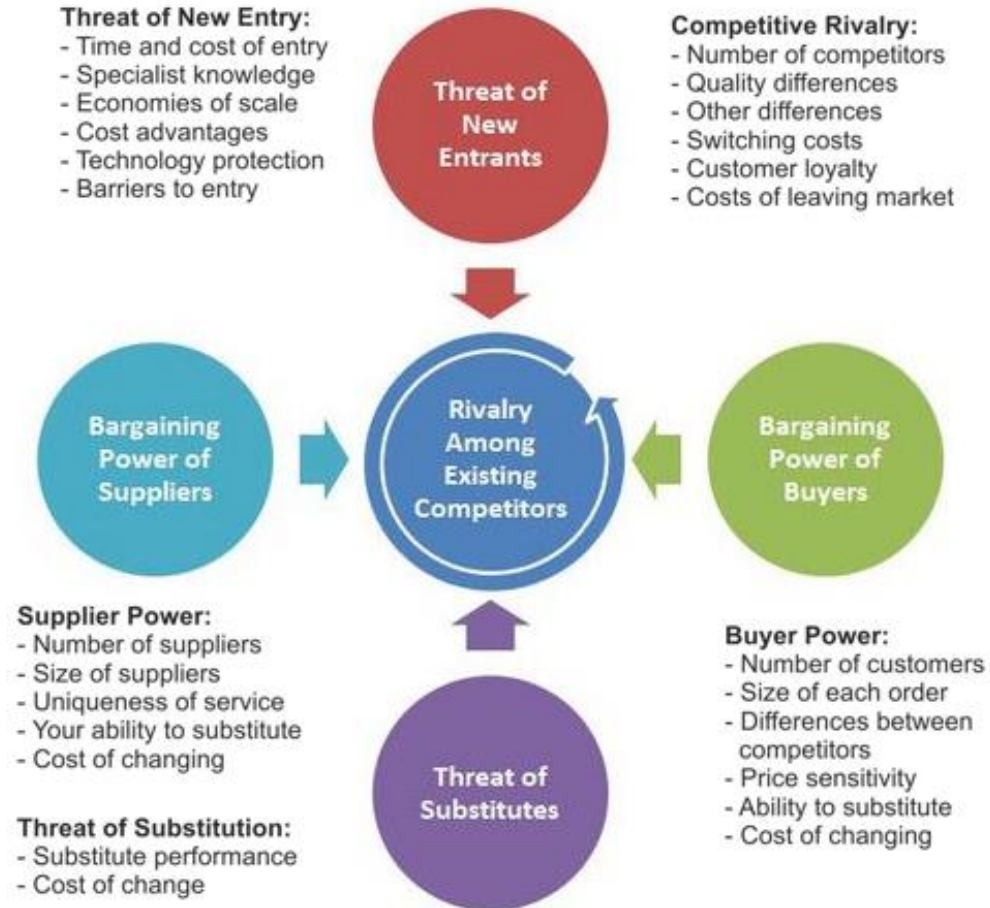 Threat of New Entry:
- Time and cost of entry
- Specialist knowledge
- Economies of scale
- Cost advantages
- Technology protection
- Barriers to entry
Threat of
New
Entrants
Competitive Rivalry:
- Number of competitors
- Quality differences
- Other differences
- Switching costs
- Customer loyalty
- Costs of leaving market
Bargaining
Power of
Suppliers
Rivalry
Among
Existing
Competitors
Bargaining
Power of
Buyers
Supplier Power:
- Number of suppliers
- Size of suppliers
- Uniqueness of service
- Your ability to substitute
- Cost of changing
Threat of Substitution:
- Substitute performance
- Cost of change
Threat of
Substitutes
Buyer Power:
- Number of customers
- Size of each order
- Differences between
competitors
- Price sensitivity
- Ability to substitute
- Cost of changing